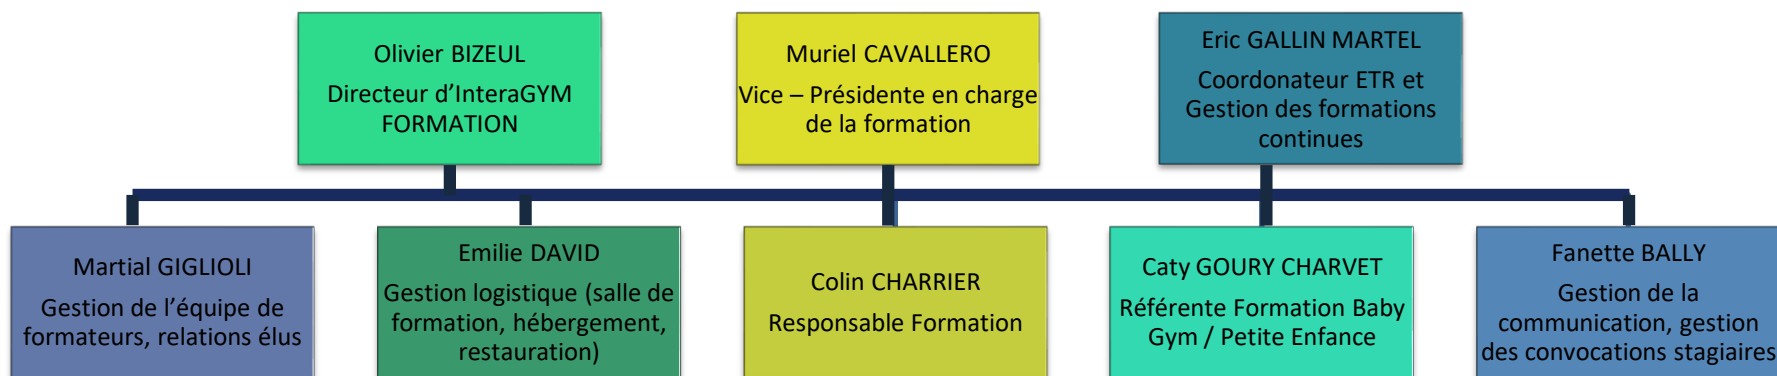 Olivier BIZEUL
Directeur d’InteraGYM
FORMATION
Muriel CAVALLERO
Vice – Présidente en charge
de la formation
Eric GALLIN MARTEL
Coordonateur ETR et
Gestion des formations
continues
Martial GIGLIOLI
Gestion de l’équipe de
formateurs, relations élus
Emilie DAVID
Gestion logistique (salle de
formation, hébergement,
restauration)
Colin CHARRIER
Responsable Formation
Caty GOURY CHARVET
Référente Formation Baby
Gym / Petite Enfance
Fanette BALLY
Gestion de la
communication, gestion
des convocations stagiaires